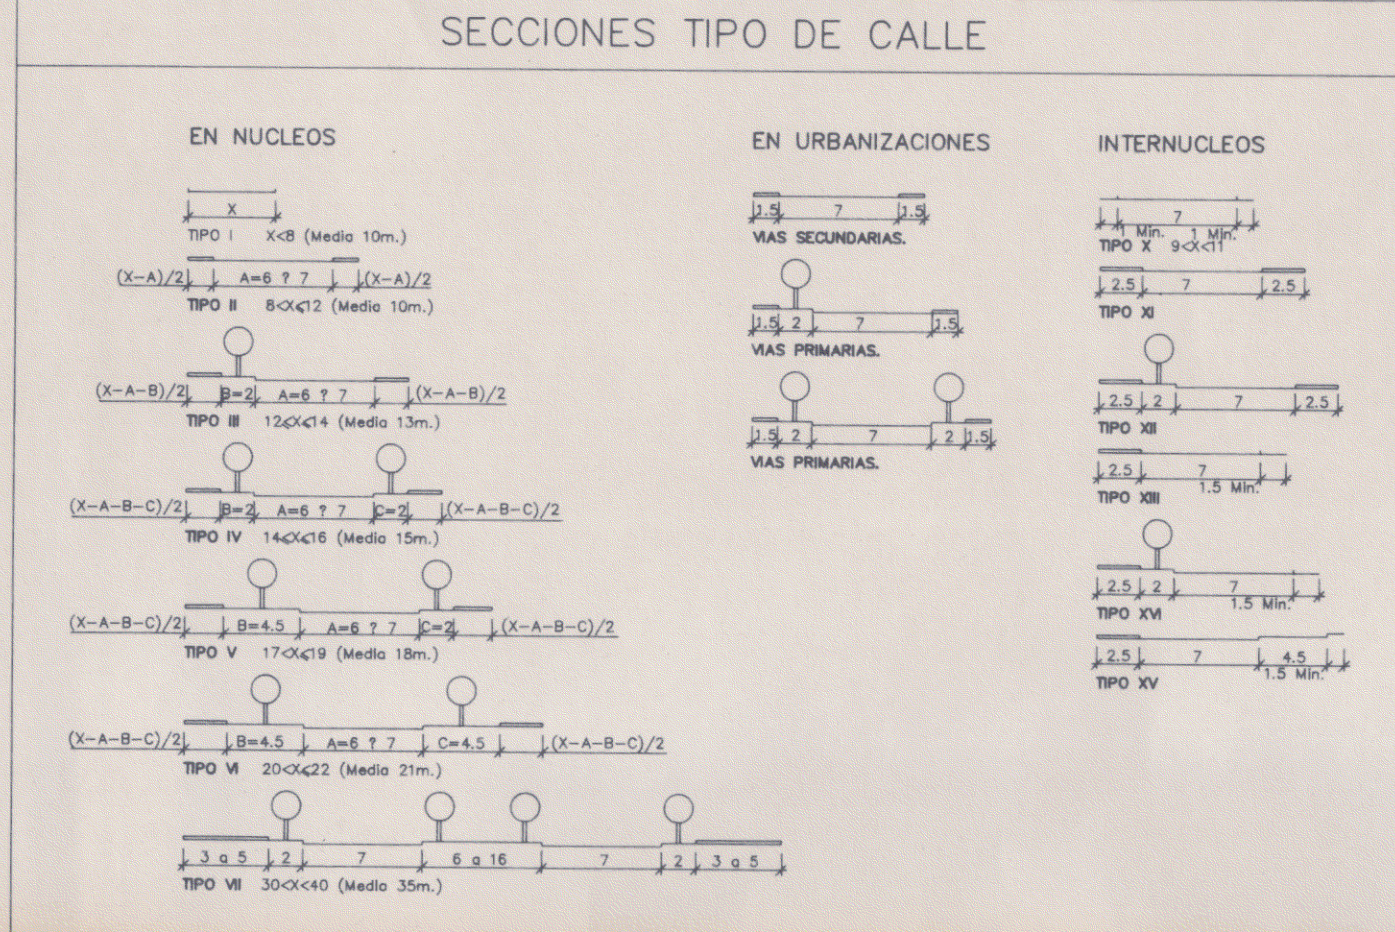 SECCIONES TIPO DE CALLE
EN NUCLEOS
X
TIPO I X<8 (Media 10m.)
(X-A)/2 A=6 ? 7 (X-A)/2
TIPO II 8<X⩽12 (Media 10m.)
(X-A-B)/2 B=2 A=6 ? 7 (X-A-B)/2
TIPO III 12⩽X⩽14 (Media 13m.)
(X-A-B-C)/2 B=2 A=6 ? 7 C=2 (X-A-B-C)/2
TIPO IV 14⩽X⩽16 (Media 15m.)
(X-A-B-C)/2 B=4.5 A=6 ? 7 C=2 (X-A-B-C)/2
TIPO V 17<X⩽19 (Media 18m.)
(X-A-B-C)/2 B=4.5 A=6 ? 7 C=4.5 (X-A-B-C)/2
TIPO VI 20<X⩽22 (Media 21m.)
3 a 5 2 7 6 a 16 7 2 3 a 5
TIPO VII 30<X<40 (Media 35m.)
EN URBANIZACIONES
1.5 7 1.5
VIAS SECUNDARIAS.
1.5 2 7 1.5
VIAS PRIMARIAS.
1.5 2 7 2 1.5
VIAS PRIMARIAS.
INTERNUCLEOS
7
1 Min. 1 Min.
TIPO X 9<X<11
2.5 7 2.5
TIPO XI
2.5 2 7 2.5
TIPO XII
2.5 7
1.5 Min.
TIPO XIII
2.5 2 7
1.5 Min.
TIPO XVI
2.5 7 4.5
1.5 Min.
TIPO XV